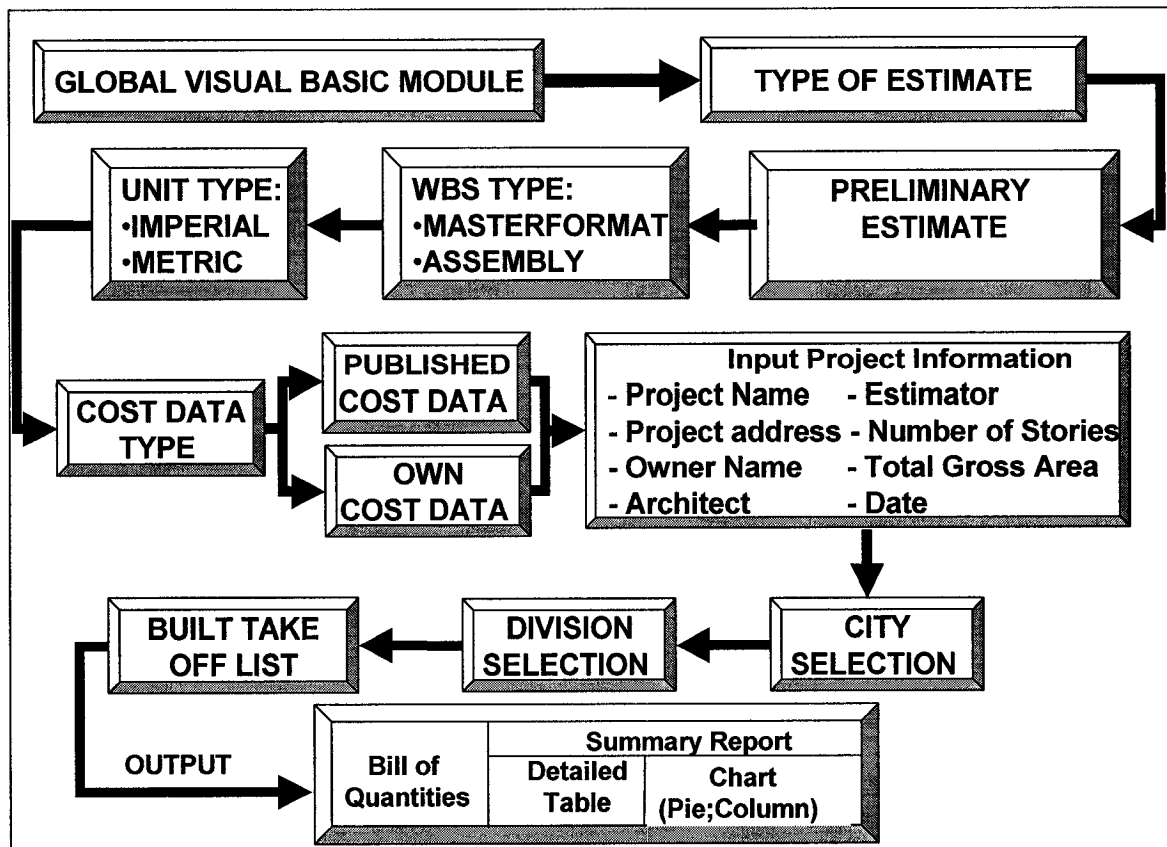 GLOBAL VISUAL BASIC MODULE
TYPE OF ESTIMATE
PRELIMINARY
ESTIMATE
WBS TYPE:
•MASTERFORMAT
•ASSEMBLY
UNIT TYPE:
•IMPERIAL
•METRIC
COST DATA
TYPE
PUBLISHED
COST DATA
OWN
COST DATA
Input Project Information
- Project Name - Estimator
- Project address - Number of Stories
- Owner Name - Total Gross Area
- Architect - Date
CITY
SELECTION
DIVISION
SELECTION
BUILT TAKE
OFF LIST
OUTPUT
Bill of
Quantities
Summary Report
Detailed
Table
Chart
(Pie;Column)